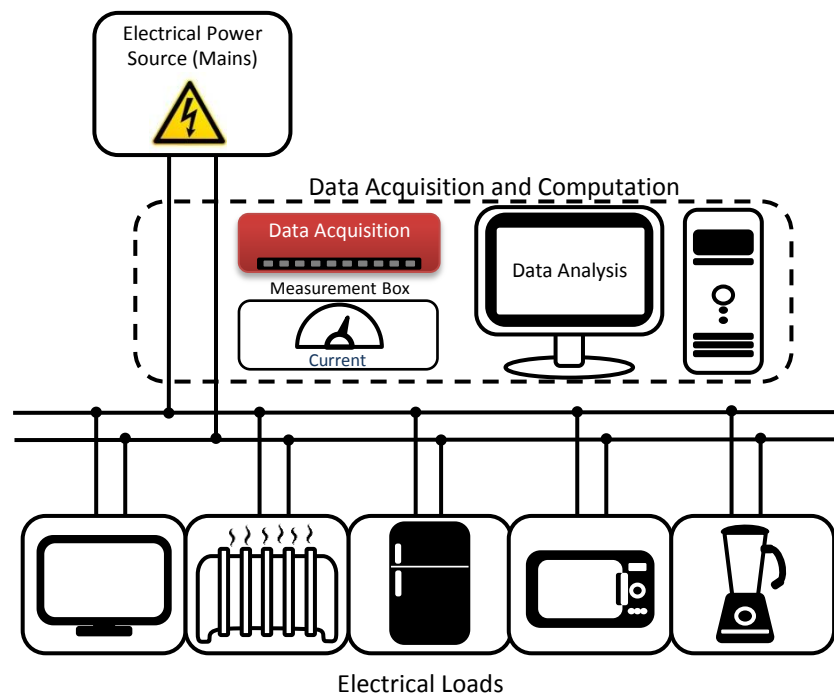 Electrical Power
Source (Mains)
Data Acquisition and Computation
Data Acquisition
Measurement Box
Current
Data Analysis
Electrical Loads